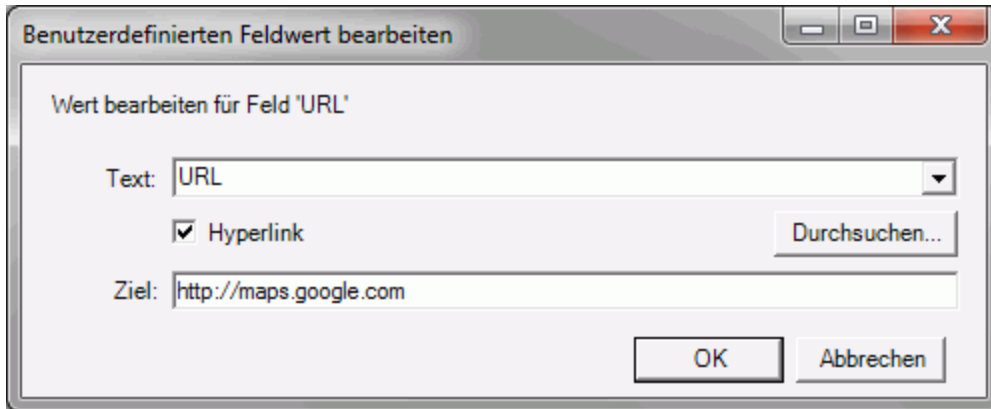 Benutzerdefinierten Feldwert bearbeiten
Wert bearbeiten für Feld 'URL'
Text: URL
Hyperlink Durchsuchen...
Ziel: http://maps.google.com
OK Abbrechen